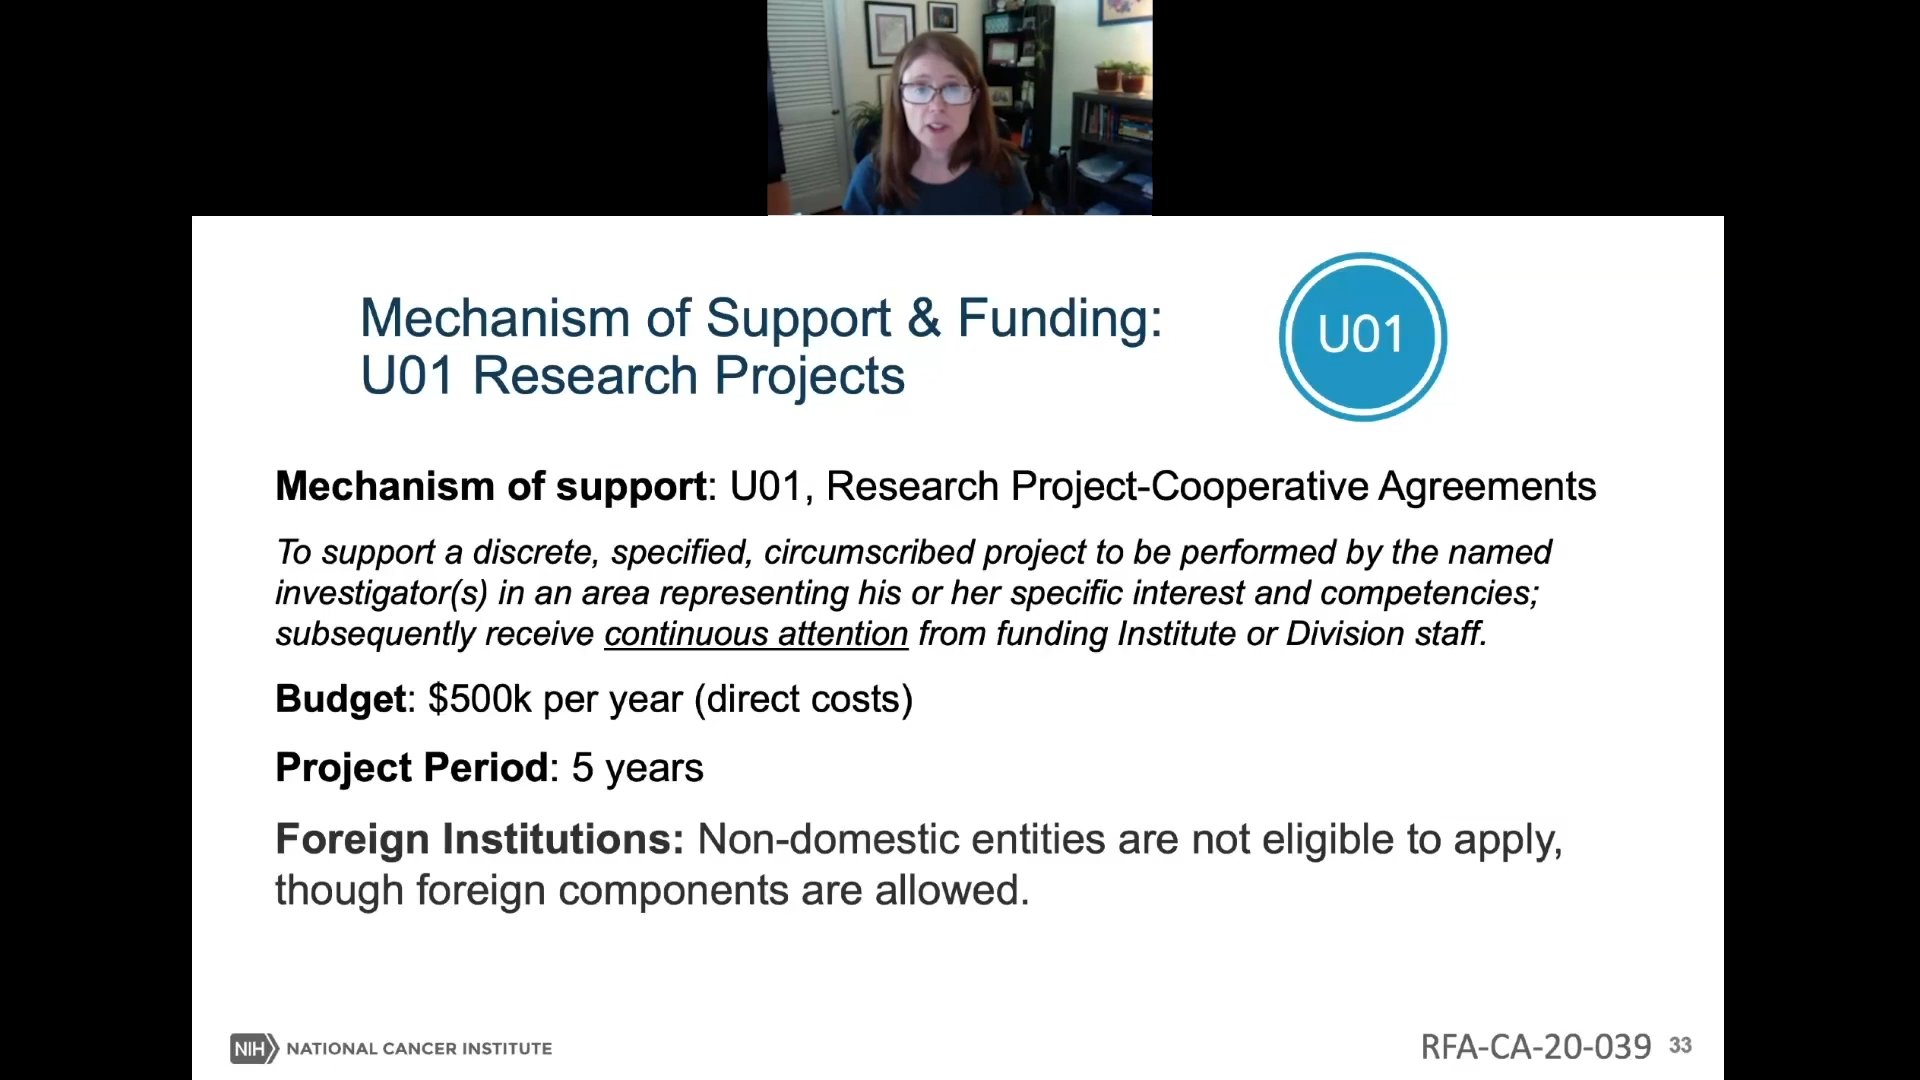 Mechanism of Support & Funding:
U01 Research Projects
U01
Mechanism of support: U01, Research Project-Cooperative Agreements
To support a discrete, specified, circumscribed project to be performed by the named
investigator(s) in an area representing his or her specific interest and competencies;
subsequently receive continuous attention from funding Institute or Division staff.
Budget: $500k per year (direct costs)
Project Period: 5 years
Foreign Institutions: Non-domestic entities are not eligible to apply,
though foreign components are allowed.
NIH NATIONAL CANCER INSTITUTE
RFA-CA-20-039 33